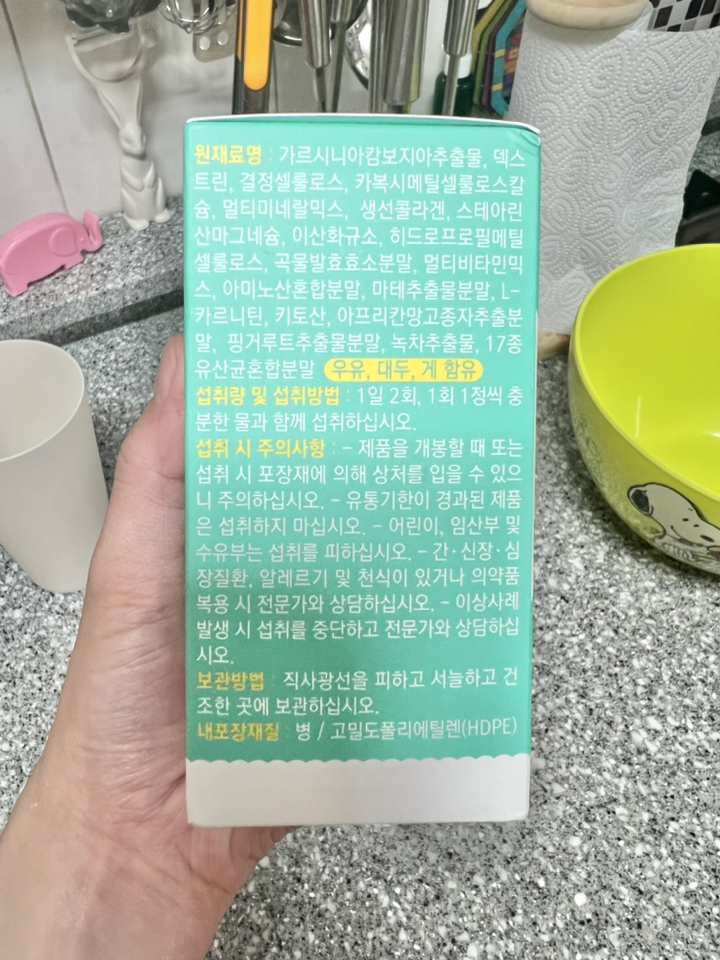 원재료명 : 가르시니아캄보지아추출물, 덱스
트린, 결정셀룰로스, 카복시메틸셀룰로스칼
슘, 멀티미네랄믹스, 생선콜라겐, 스테아린
산마그네슘, 이산화규소, 히드로프로필메틸
셀룰로스, 곡물발효효소분말, 멀티비타민믹
스, 아미노산혼합분말, 마테추출물분말, L-
카르니틴, 키토산, 아프리칸망고종자추출분
말, 핑거루트추출물분말, 녹차추출물, 17종
유산균혼합분말 우유, 대두, 게 함유
섭취량 및 섭취방법 : 1일 2회, 1회 1정씩 충
분한 물과 함께 섭취하십시오.
섭취 시 주의사항 : - 제품을 개봉할 때 또는
섭취 시 포장재에 의해 상처를 입을 수 있으
니 주의하십시오. - 유통기한이 경과된 제품
은 섭취하지 마십시오. - 어린이, 임산부 및
수유부는 섭취를 피하십시오. - 간·신장·심
장질환, 알레르기 및 천식이 있거나 의약품
복용 시 전문가와 상담하십시오. - 이상사례
발생 시 섭취를 중단하고 전문가와 상담하십
시오.
보관방법 : 직사광선을 피하고 서늘하고 건
조한 곳에 보관하십시오.
내포장재질 : 병 / 고밀도폴리에틸렌(HDPE)